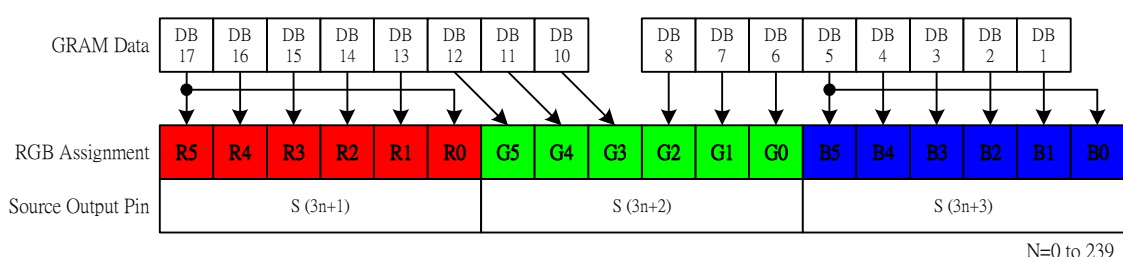 GRAM Data DB 17 DB 16 DB 15 DB 14 DB 13 DB 12 DB 11 DB 10 DB 8 DB 7 DB 6 DB 5 DB 4 DB 3 DB 2 DB 1
RGB Assignment R5 R4 R3 R2 R1 R0 G5 G4 G3 G2 G1 G0 B5 B4 B3 B2 B1 B0
Source Output Pin S (3n+1) S (3n+2) S (3n+3)
N=0 to 239